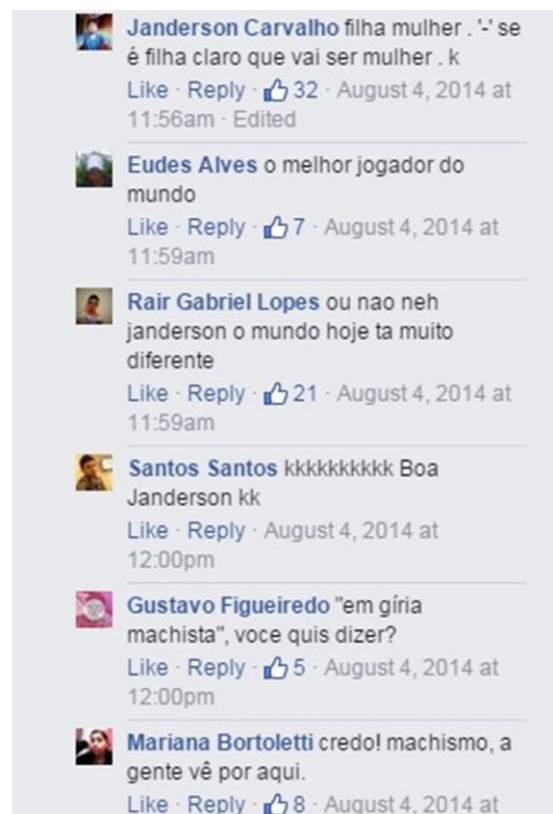 Janderson Carvalho filha mulher . '-' se
é filha claro que vai ser mulher . k
Like · Reply · 32 · August 4, 2014 at
11:56am · Edited
Eudes Alves o melhor jogador do
mundo
Like · Reply · 7 · August 4, 2014 at
11:59am
Rair Gabriel Lopes ou nao neh
janderson o mundo hoje ta muito
diferente
Like · Reply · 21 · August 4, 2014 at
11:59am
Santos Santos kkkkkkkkkk Boa
Janderson kk
Like · Reply · August 4, 2014 at
12:00pm
Gustavo Figueiredo "em gíria
machista", voce quis dizer?
Like · Reply · 5 · August 4, 2014 at
12:00pm
Mariana Bortoletti credo! machismo, a
gente vê por aqui.
Like · Reply · 8 · August 4, 2014 at